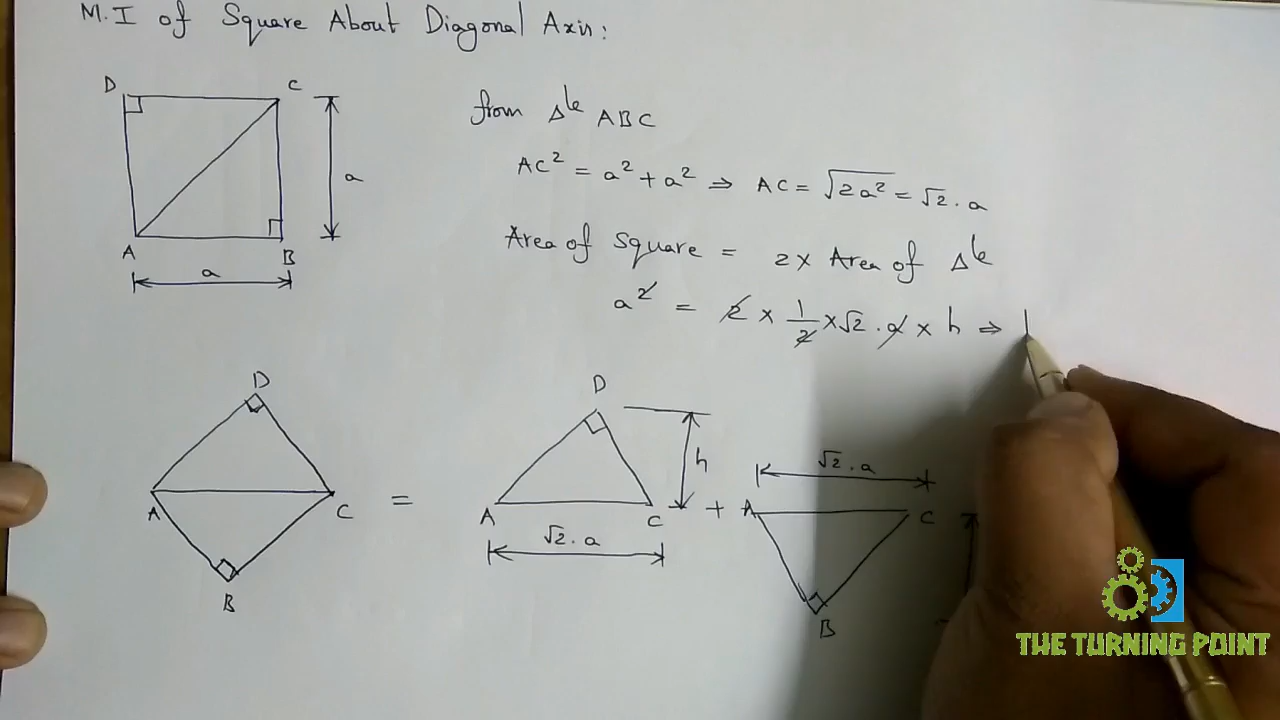 M.I of Square About Diagonal Axis:
D C
a
A B
a
from Δle ABC
AC² = a² + a² ⇒ AC = √2a² = √2 . a
Area of Square = 2 × Area of Δle
a² = 2 × 1/2 × √2 . a × h ⇒
D
A C
B
=
D
h
A C
√2 . a
+
√2 . a
A C
B
THE TURNING POINT